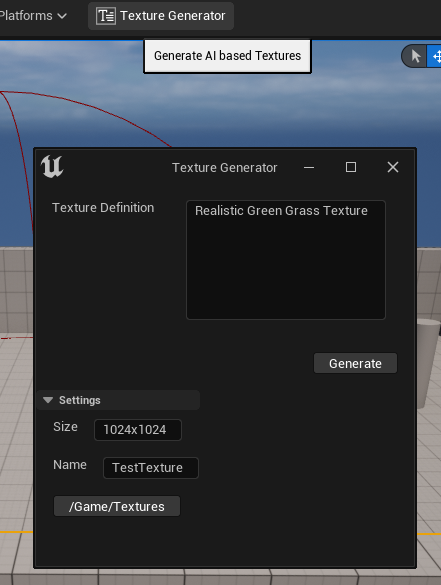 Platforms
Texture Generator
Generate AI based Textures
Texture Generator
Texture Definition
Realistic Green Grass Texture
Generate
Settings
Size
1024x1024
Name
TestTexture
/Game/Textures